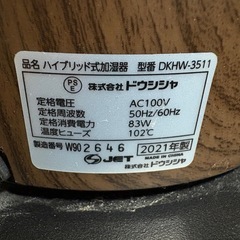 品名 ハイブリッド式加湿器 型番 DKHW-3511
PS
E 株式会社ドウシシャ
定格電圧 AC100V
定格周波数 50Hz/60Hz
定格消費電力 83W
温度ヒューズ 102℃
製造番号 W902646 2021年製
JET MADE IN CHINA
株式会社ドウシシャ